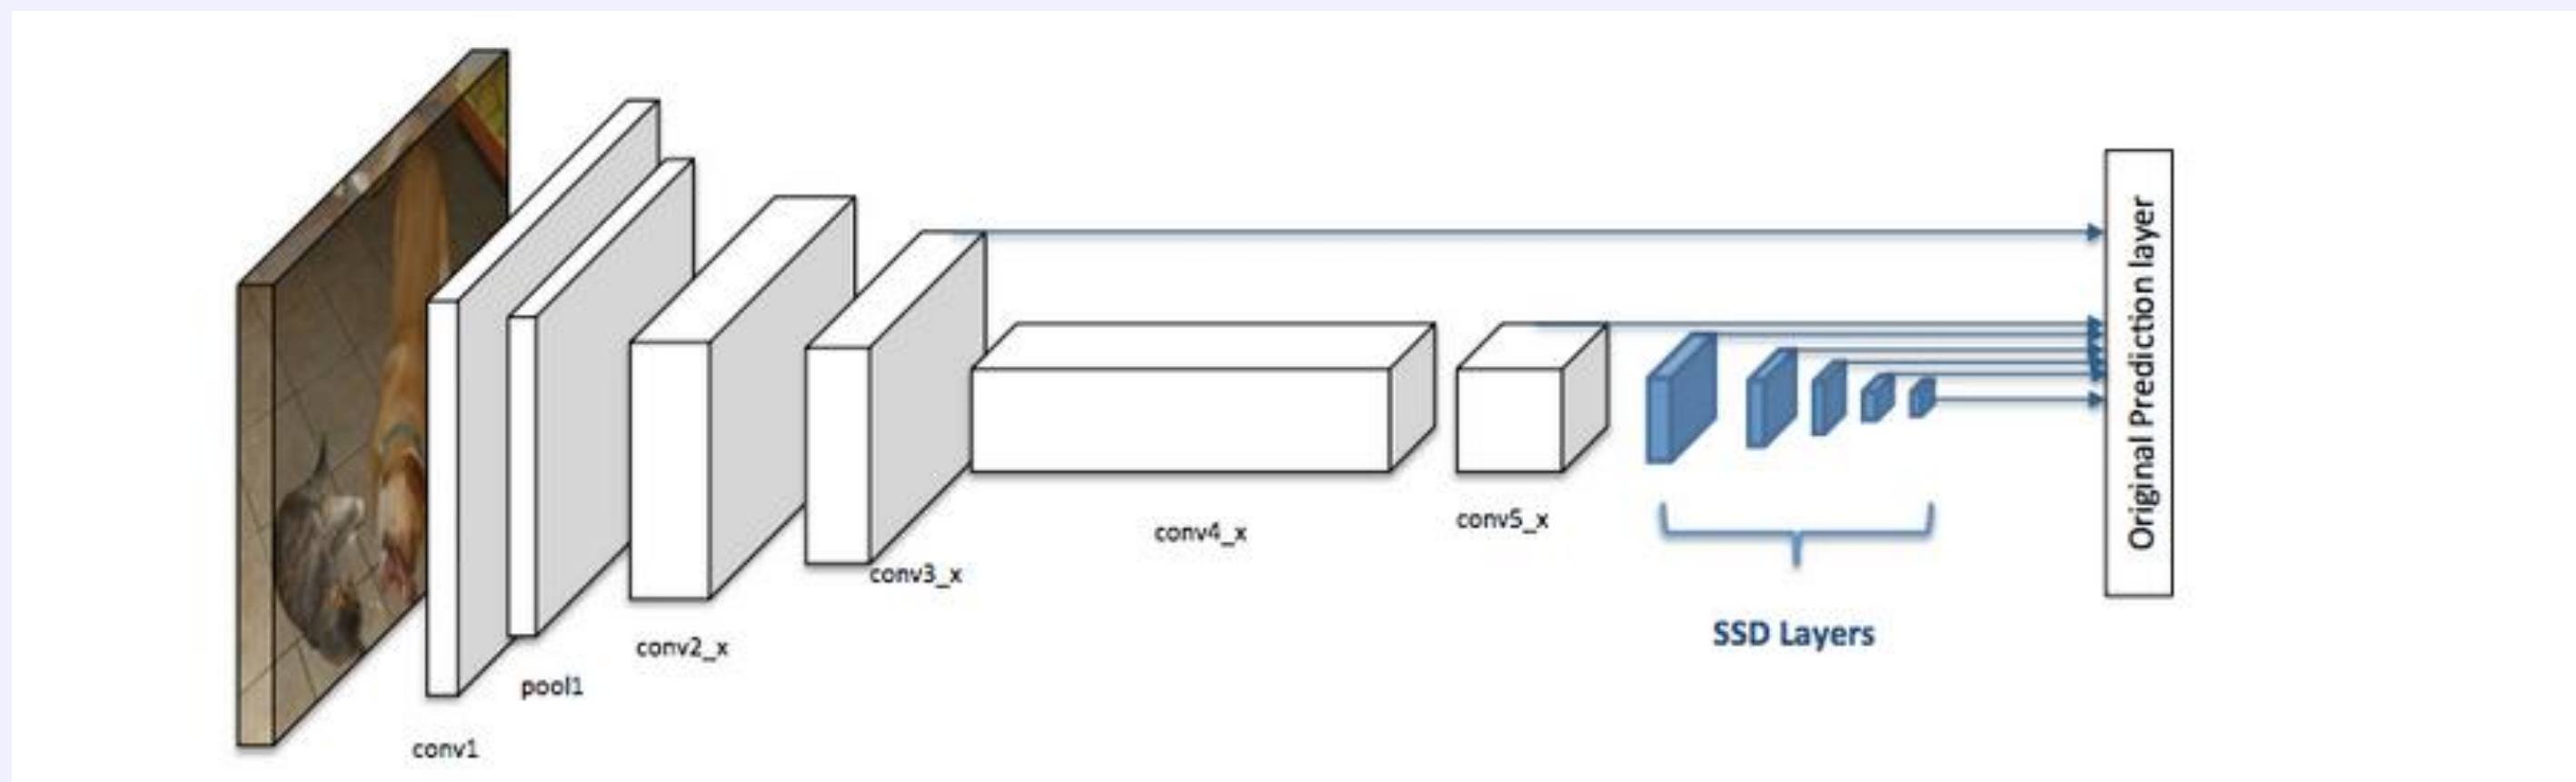 conv1
pool1
conv2_x
conv3_x
conv4_x
conv5_x
SSD Layers
Original Prediction layer